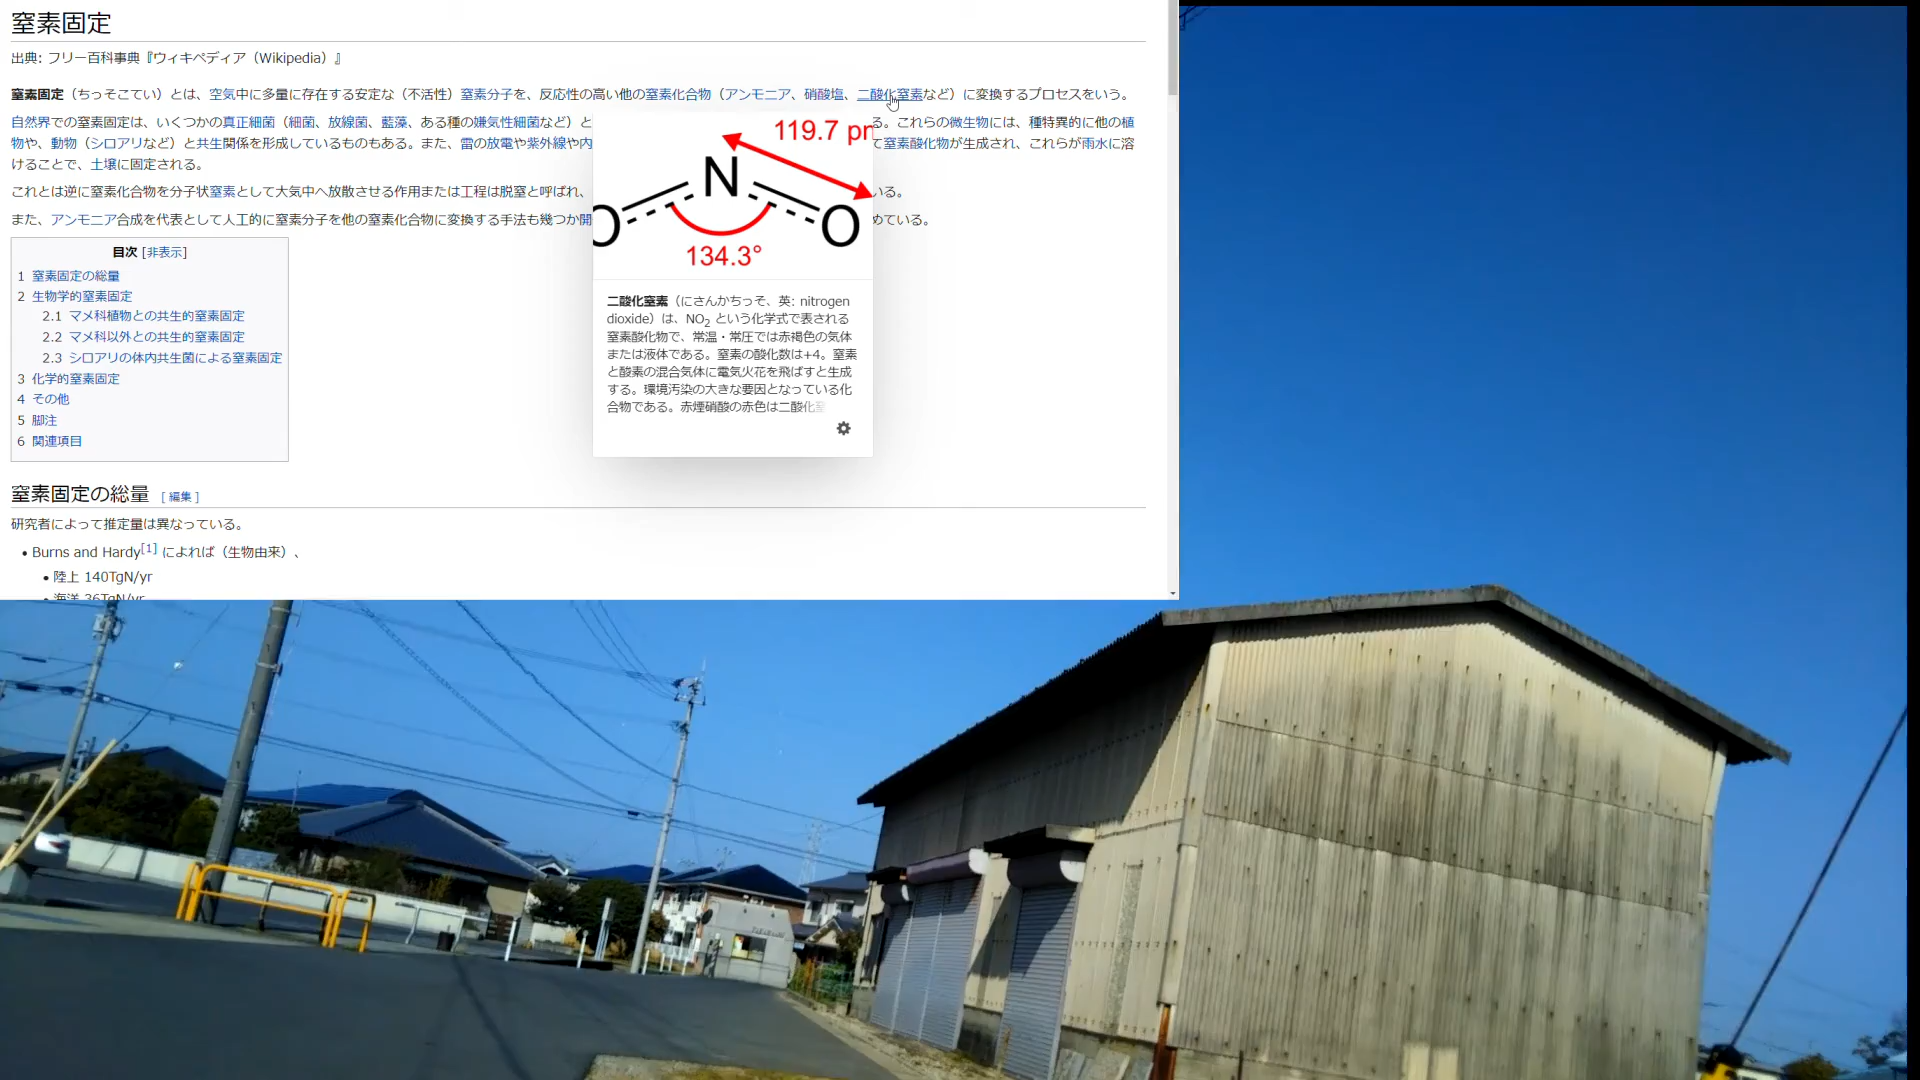 窒素固定
出典: フリー百科事典『ウィキペディア（Wikipedia）』
窒素固定（ちっそこてい）とは、空気中に多量に存在する安定な（不活性）窒素分子を、反応性の高い他の窒素化合物（アンモニア、硝酸塩、二酸化窒素など）に変換するプロセスをいう。
自然界での窒素固定は、いくつかの真正細菌（細菌、放線菌、藍藻、ある種の嫌気性細菌など）と
る。これらの微生物には、種特異的に他の植
物や、動物（シロアリなど）と共生関係を形成しているものもある。また、雷の放電や紫外線や内
て窒素酸化物が生成され、これらが雨水に溶
けることで、土壌に固定される。
これとは逆に窒素化合物を分子状窒素として大気中へ放散させる作用または工程は脱窒と呼ばれ、
いる。
また、アンモニア合成を代表として人工的に窒素分子を他の窒素化合物に変換する手法も幾つか開
めている。
119.7 pm
N
O
O
134.3°
二酸化窒素（にさんかちっそ、英: nitrogen
dioxide）は、NO2 という化学式で表される
窒素酸化物で、常温・常圧では赤褐色の気体
または液体である。窒素の酸化数は+4。窒素
と酸素の混合気体に電気火花を飛ばすと生成
する。環境汚染の大きな要因となっている化
合物である。赤煙硝酸の赤色は二酸化窒
目次 [非表示]
1 窒素固定の総量
2 生物学的窒素固定
2.1 マメ科植物との共生的窒素固定
2.2 マメ科以外との共生的窒素固定
2.3 シロアリの体内共生菌による窒素固定
3 化学的窒素固定
4 その他
5 脚注
6 関連項目
窒素固定の総量 [ 編集 ]
研究者によって推定量は異なっている。
• Burns and Hardy[1] によれば（生物由来）、
• 陸上 140TgN/yr
• 海洋 36TgN/yr